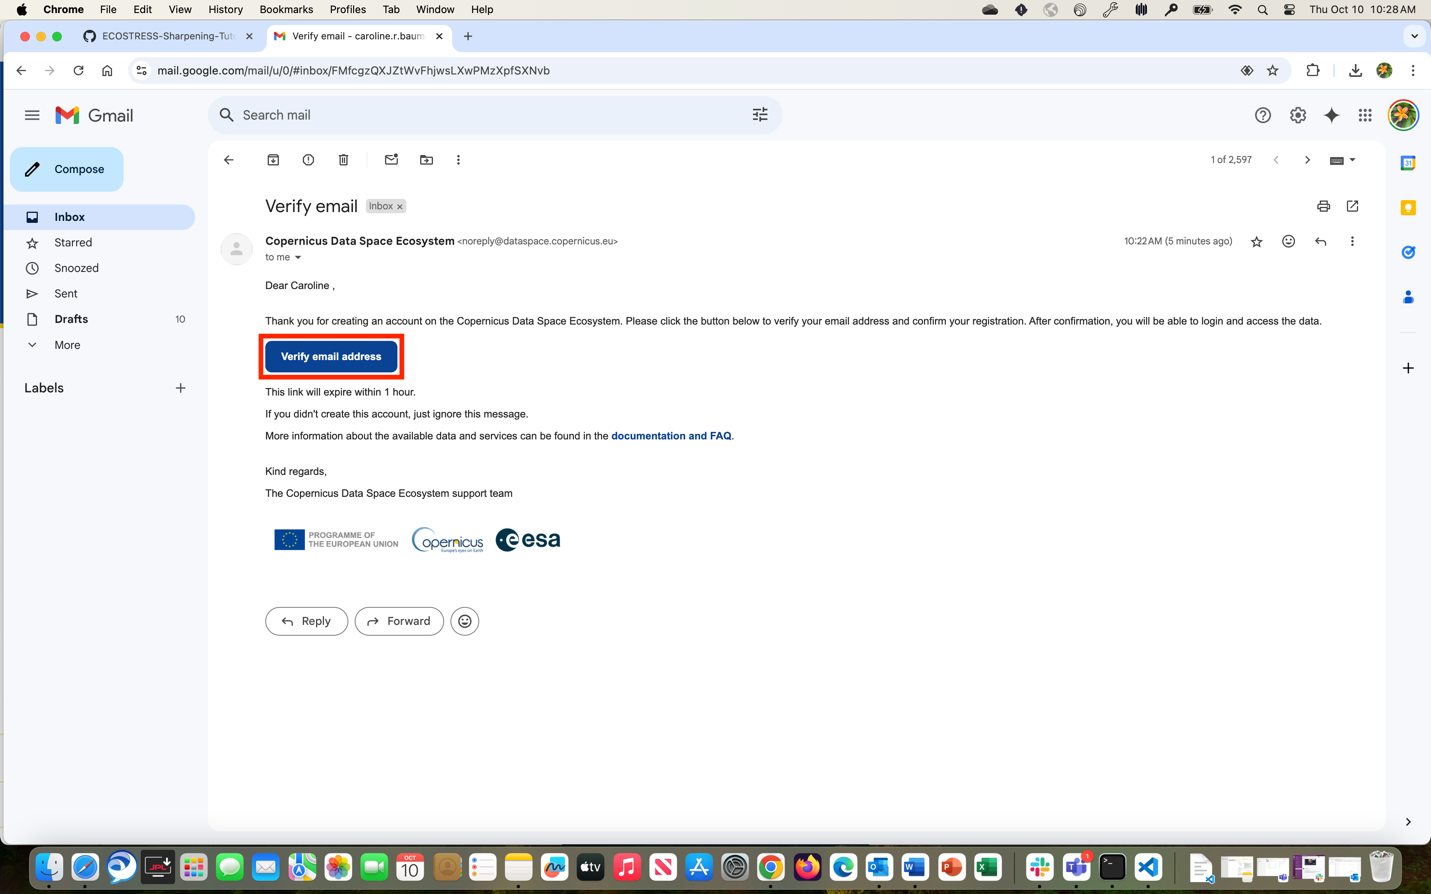 Chrome File Edit View History Bookmarks Profiles Tab Window Help
Thu Oct 10 10:28 AM
ECOSTRESS-Sharpening-Tut
Verify email - caroline.r.baum
mail.google.com/mail/u/0/#inbox/FMfcgzQXJZtWvFhjwsLXwPMzXpfSXNvb
Gmail
Search mail
Compose
1 of 2,597
Inbox
Starred
Snoozed
Sent
Drafts 10
More
Labels
Verify email Inbox x
Copernicus Data Space Ecosystem <noreply@dataspace.copernicus.eu>
10:22 AM (5 minutes ago)
to me
Dear Caroline ,
Thank you for creating an account on the Copernicus Data Space Ecosystem. Please click the button below to verify your email address and confirm your registration. After confirmation, you will be able to login and access the data.
Verify email address
This link will expire within 1 hour.
If you didn't create this account, just ignore this message.
More information about the available data and services can be found in the documentation and FAQ.
Kind regards,
The Copernicus Data Space Ecosystem support team
PROGRAMME OF
THE EUROPEAN UNION
opernicus
Europe's eyes on Earth
esa
Reply
Forward
31
JPL
OCT
10
tv
1